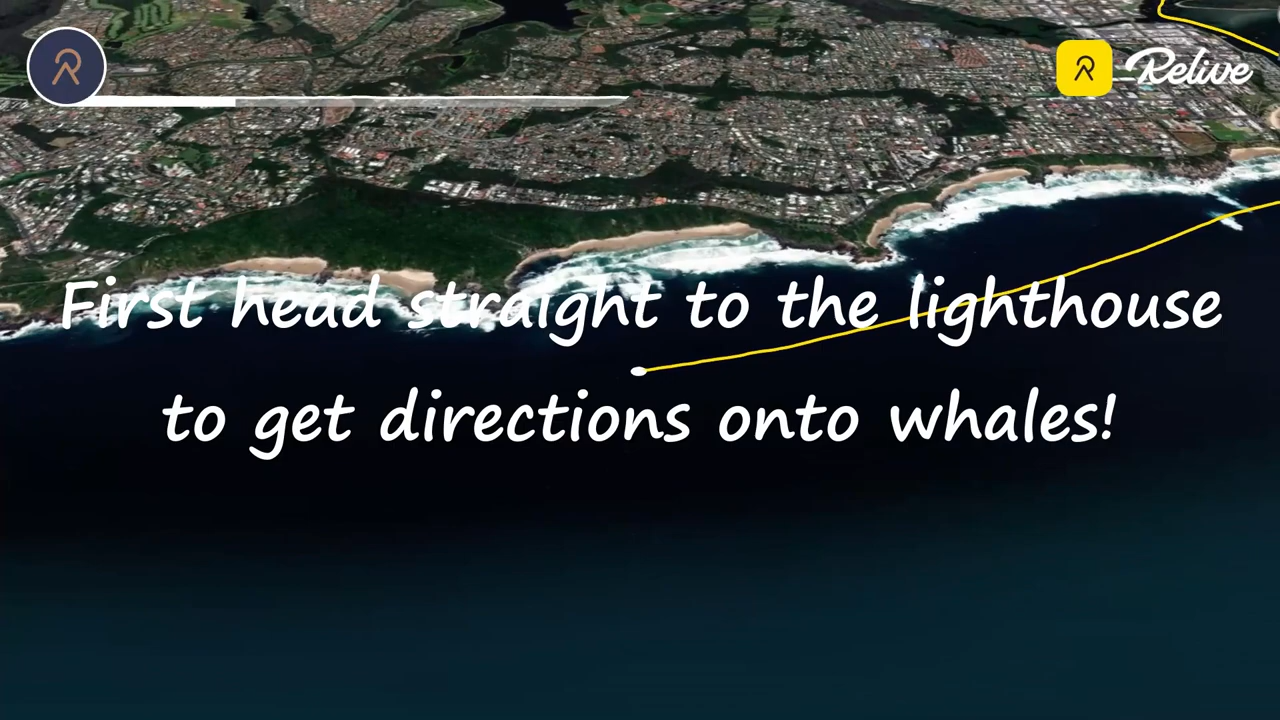 Relive
First head straight to the lighthouse
to get directions onto whales!